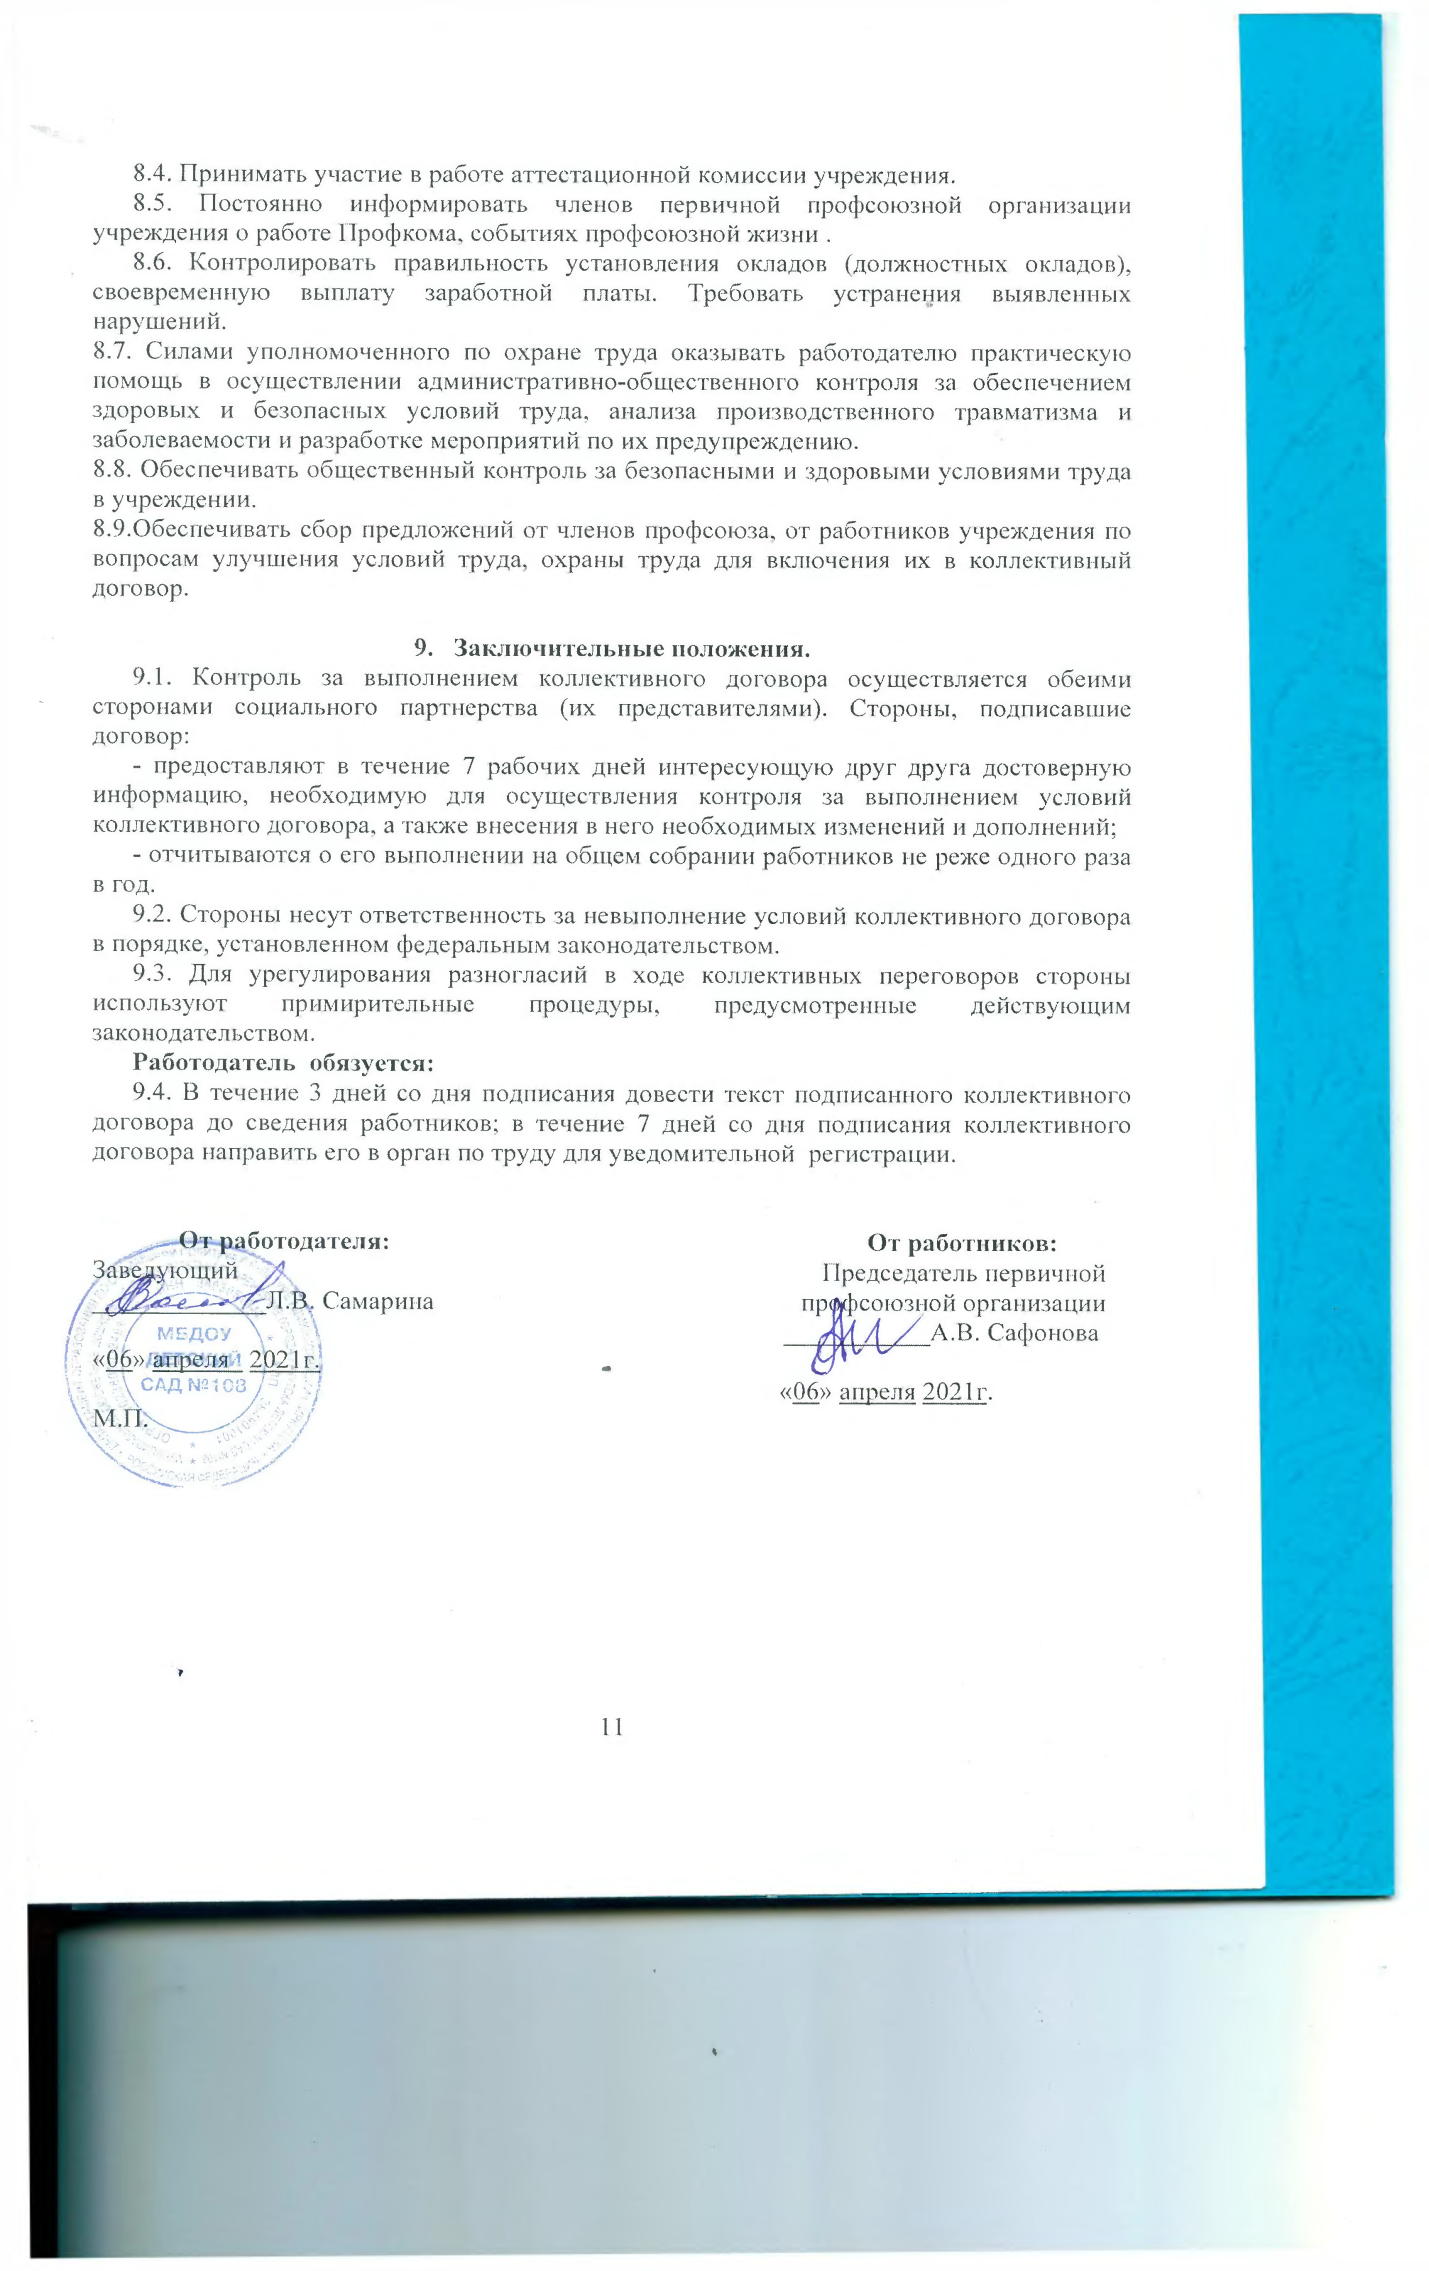 8.4. Принимать участие в работе аттестационной комиссии учреждения.
8.5. Постоянно информировать членов первичной профсоюзной организации
учреждения о работе Профкома, событиях профсоюзной жизни .
8.6. Контролировать правильность установления окладов (должностных окладов),
своевременную выплату заработной платы. Требовать устранения выявленных
нарушений.
8.7. Силами уполномоченного по охране труда оказывать работодателю практическую
помощь в осуществлении административно-общественного контроля за обеспечением
здоровых и безопасных условий труда, анализа производственного травматизма и
заболеваемости и разработке мероприятий по их предупреждению.
8.8. Обеспечивать общественный контроль за безопасными и здоровыми условиями труда
в учреждении.
8.9.Обеспечивать сбор предложений от членов профсоюза, от работников учреждения по
вопросам улучшения условий труда, охраны труда для включения их в коллективный
договор.
9. Заключительные положения.
9.1. Контроль за выполнением коллективного договора осуществляется обеими
сторонами социального партнерства (их представителями). Стороны, подписавшие
договор:
- предоставляют в течение 7 рабочих дней интересующую друг друга достоверную
информацию, необходимую для осуществления контроля за выполнением условий
коллективного договора, а также внесения в него необходимых изменений и дополнений;
- отчитываются о его выполнении на общем собрании работников не реже одного раза
в год.
9.2. Стороны несут ответственность за невыполнение условий коллективного договора
в порядке, установленном федеральным законодательством.
9.3. Для урегулирования разногласий в ходе коллективных переговоров стороны
используют примирительные процедуры, предусмотренные действующим
законодательством.
Работодатель обязуется:
9.4. В течение 3 дней со дня подписания довести текст подписанного коллективного
договора до сведения работников; в течение 7 дней со дня подписания коллективного
договора направить его в орган по труду для уведомительной регистрации.
От работодателя:
Заведующий
Л.В. Самарина
«06» апреля 2021г.
М.П.
МЕДОУ
ДЕТСКИЙ
САД №108
От работников:
Председатель первичной
профсоюзной организации
А.В. Сафонова
«06» апреля 2021г.
11